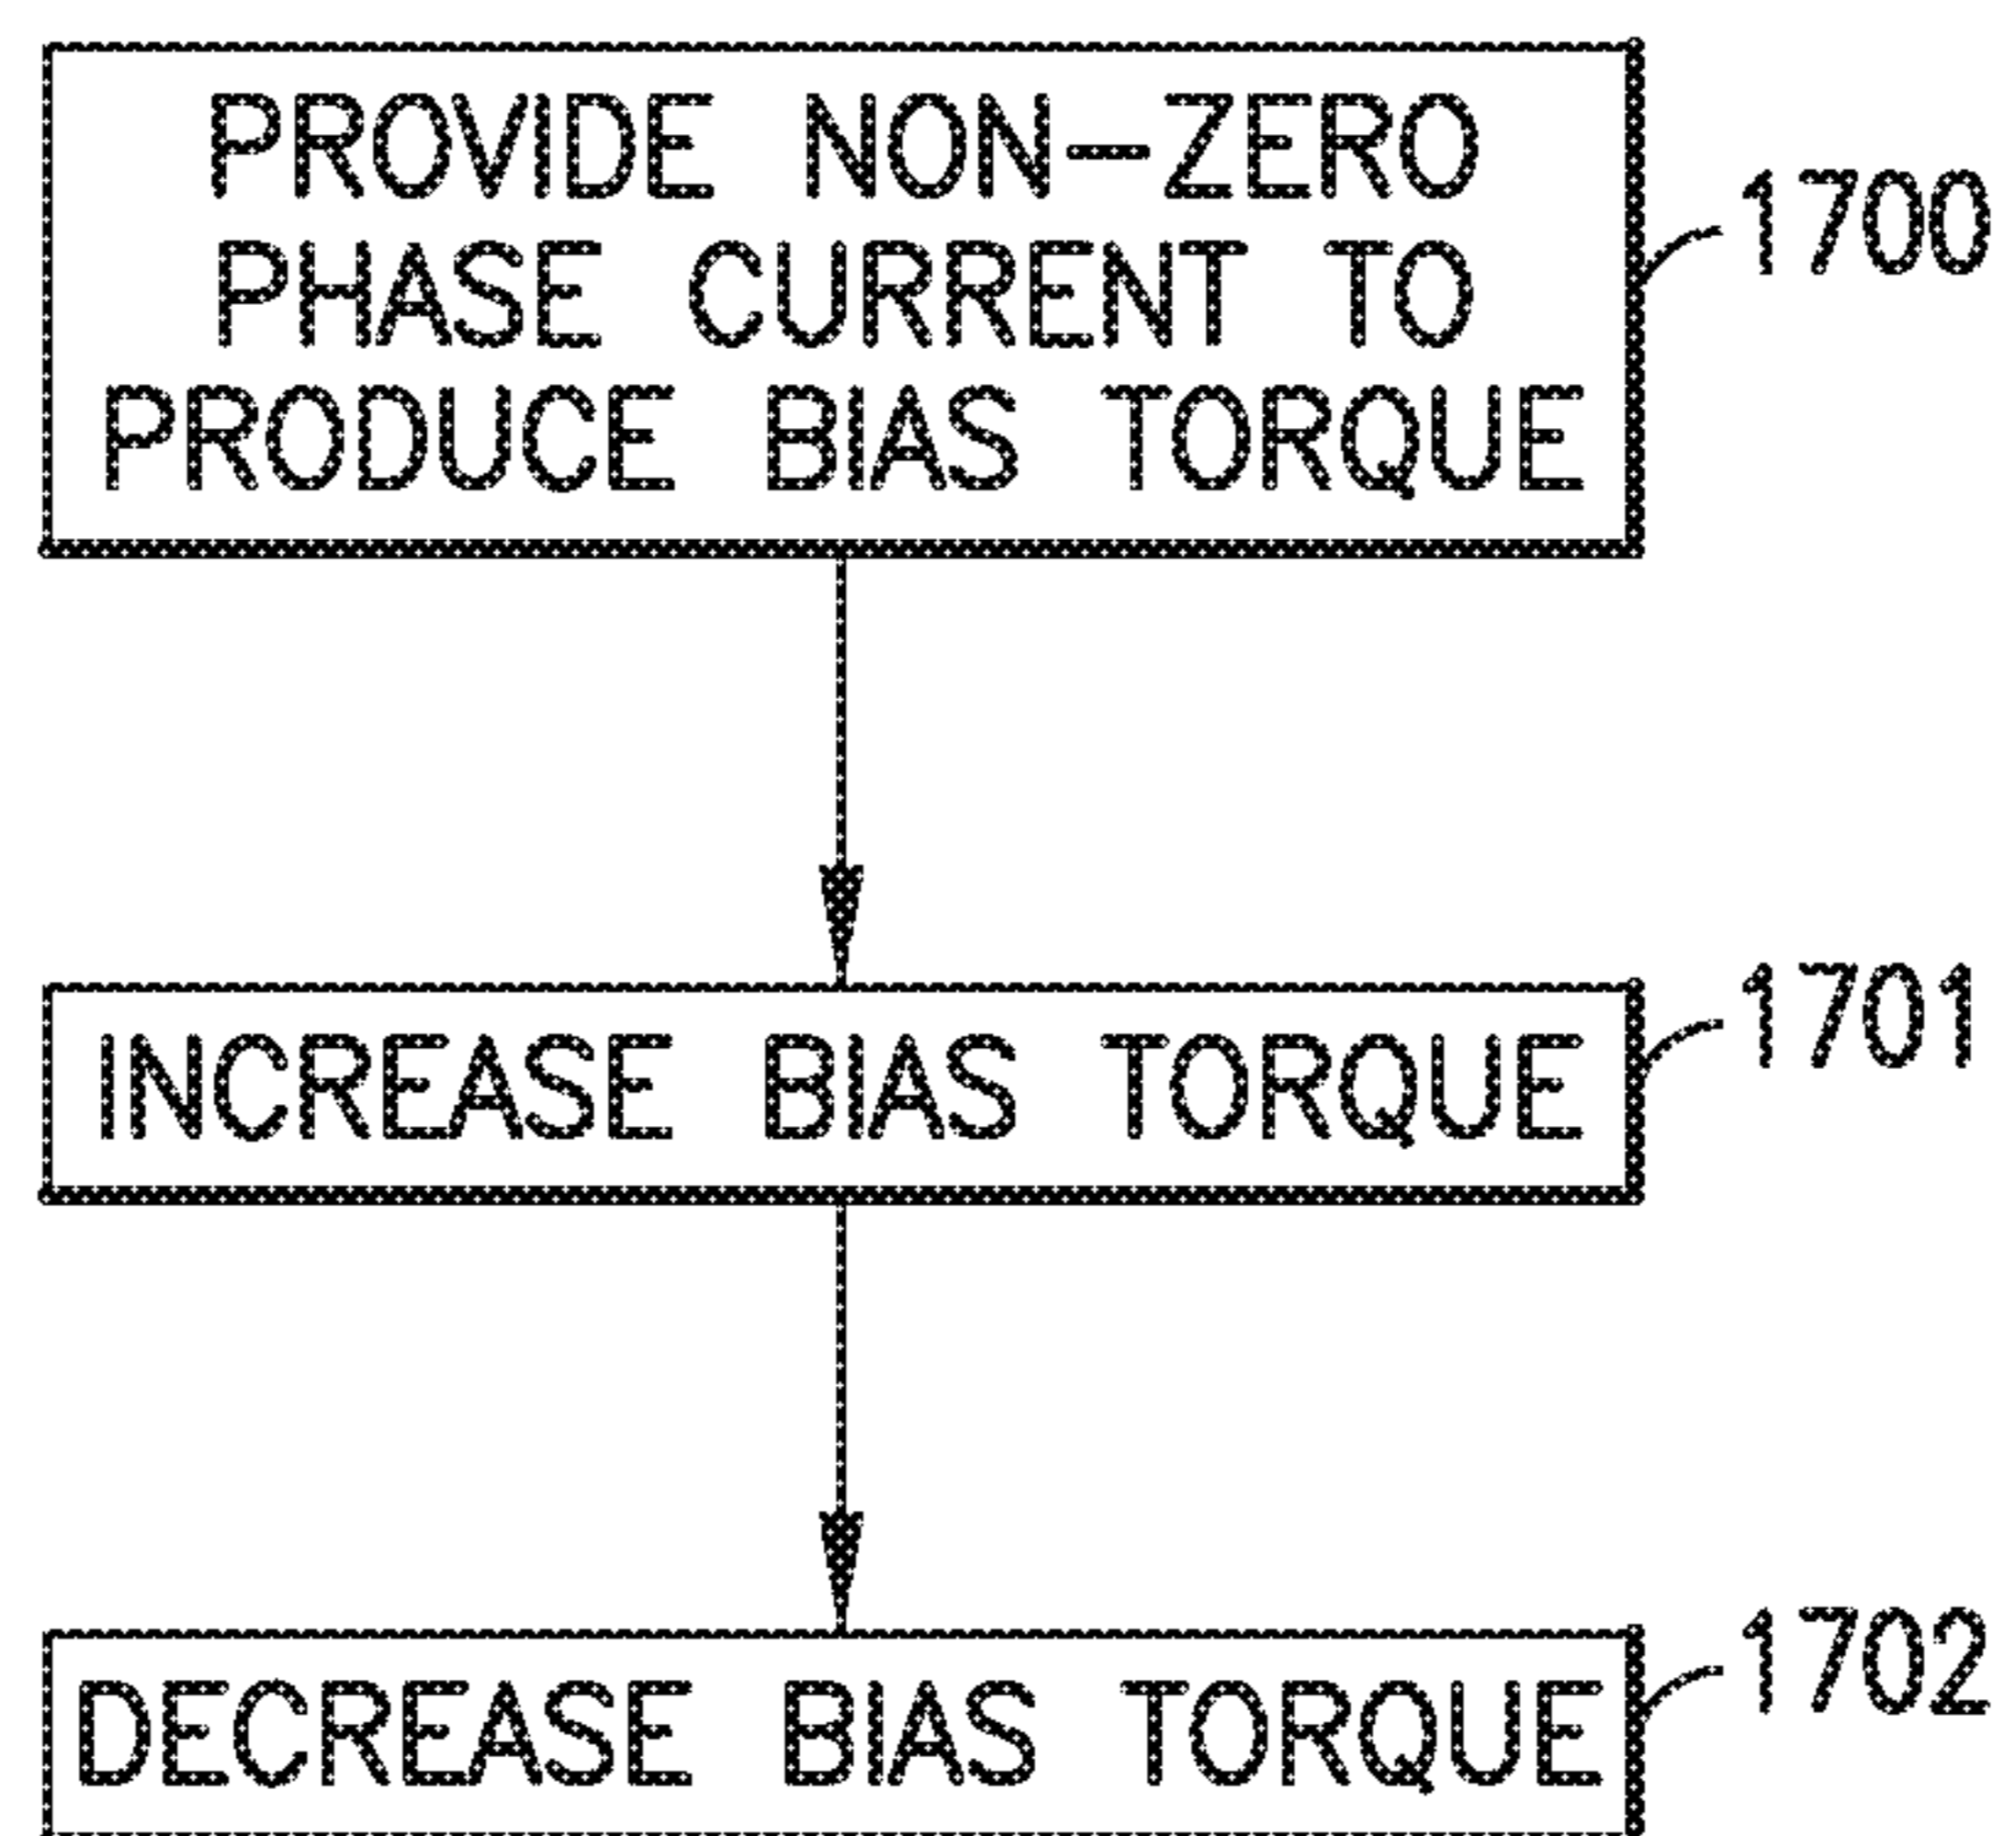 PROVIDE NON-ZERO
PHASE CURRENT TO
PRODUCE BIAS TORQUE
1700
INCREASE BIAS TORQUE
1701
DECREASE BIAS TORQUE
1702